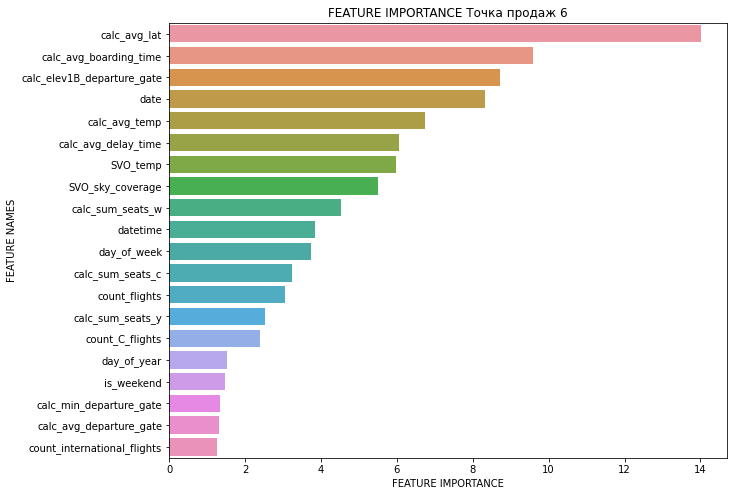 FEATURE IMPORTANCE Точка продаж 6
FEATURE NAMES
calc_avg_lat
calc_avg_boarding_time
calc_elev1B_departure_gate
date
calc_avg_temp
calc_avg_delay_time
SVO_temp
SVO_sky_coverage
calc_sum_seats_w
datetime
day_of_week
calc_sum_seats_c
count_flights
calc_sum_seats_y
count_C_flights
day_of_year
is_weekend
calc_min_departure_gate
calc_avg_departure_gate
count_international_flights
0 2 4 6 8 10 12 14
FEATURE IMPORTANCE